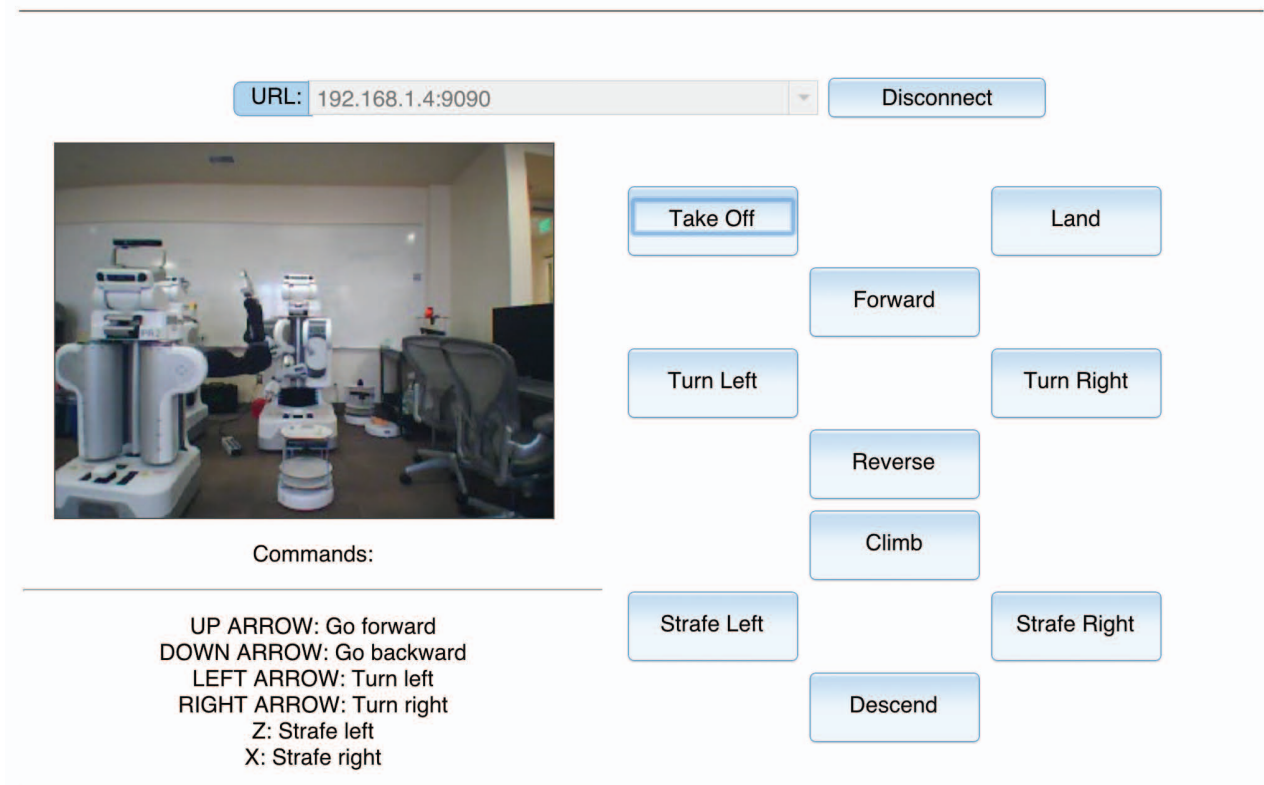 URL: 192.168.1.4:9090 Disconnect
Take Off Land
Forward
Turn Left Turn Right
Reverse
Climb
Strafe Left Strafe Right
Descend
PR2
Commands:
UP ARROW: Go forward
DOWN ARROW: Go backward
LEFT ARROW: Turn left
RIGHT ARROW: Turn right
Z: Strafe left
X: Strafe right